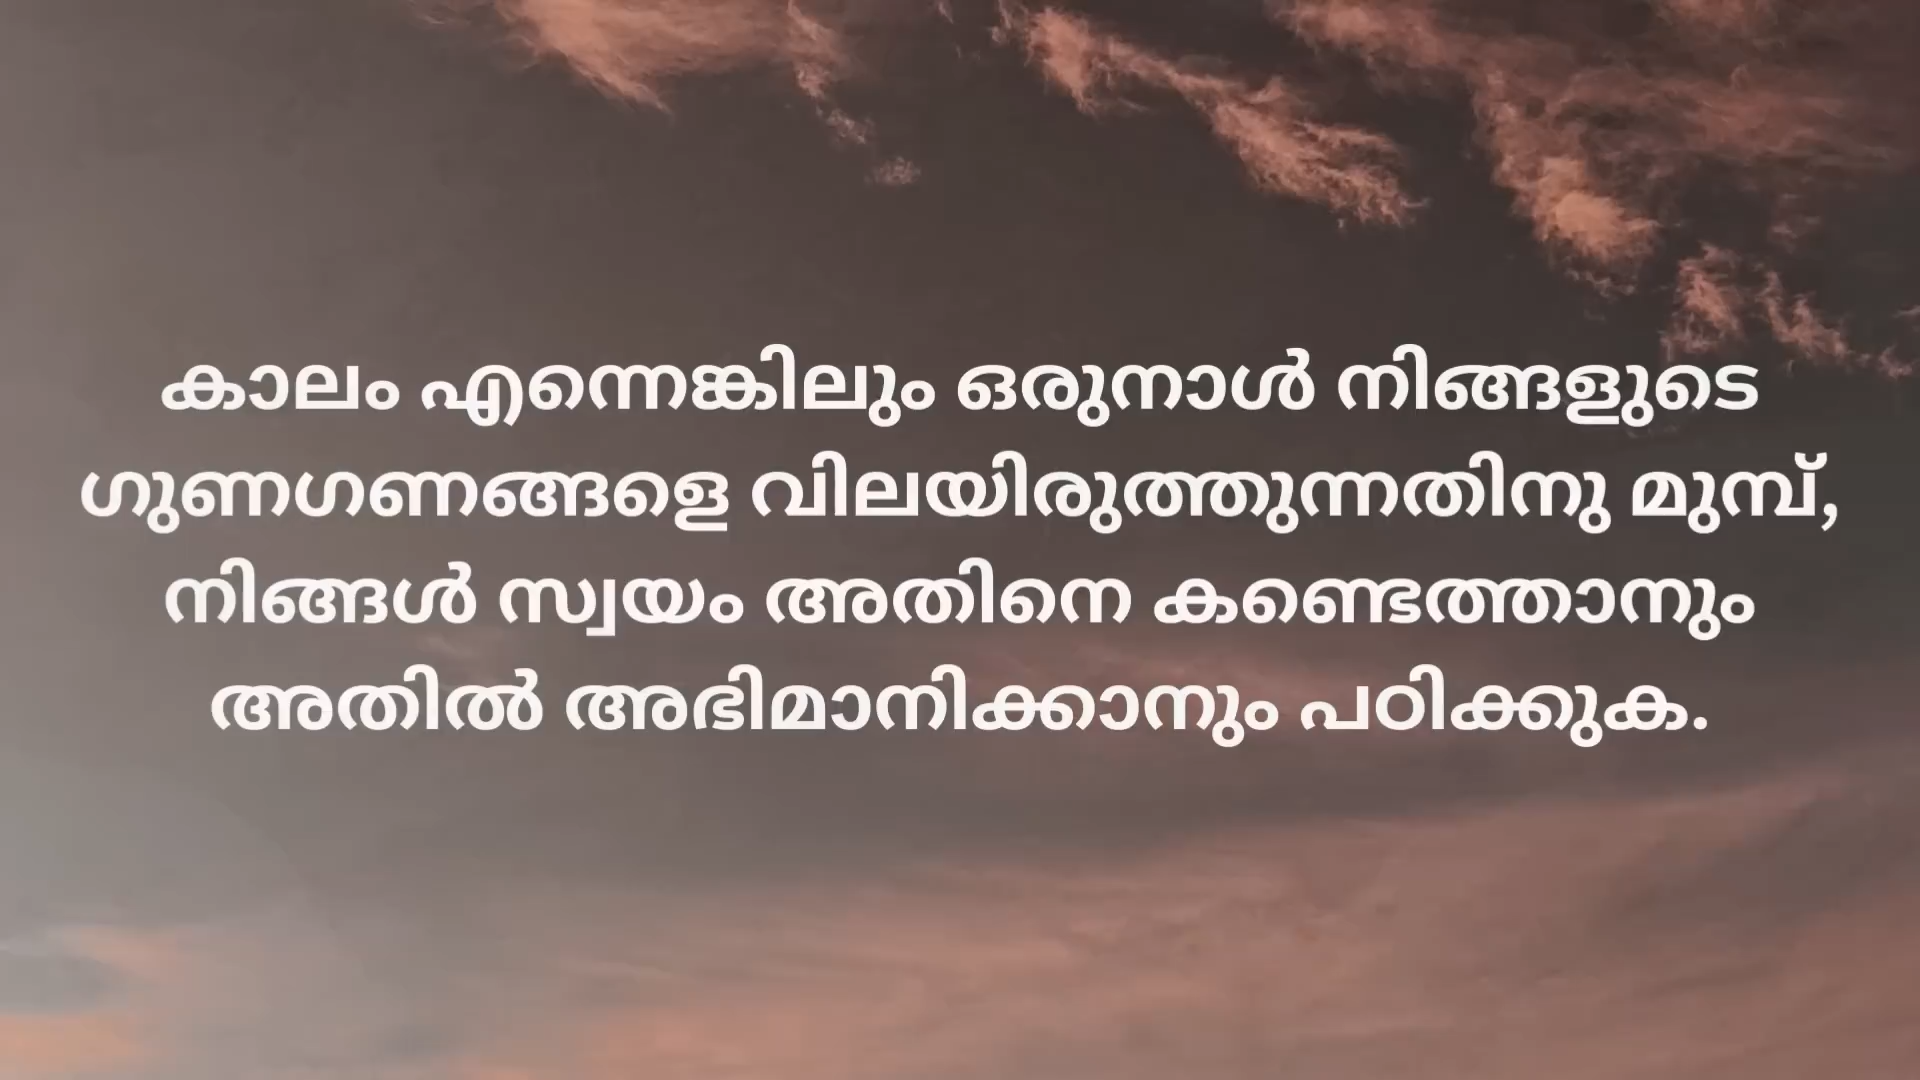 കാലം എന്നെങ്കിലും ഒരുനാൾ നിങ്ങളുടെ
ഗുണഗണങ്ങളെ വിലയിരുത്തുന്നതിനു മുമ്പ്,
നിങ്ങൾ സ്വയം അതിനെ കണ്ടെത്താനും
അതിൽ അഭിമാനിക്കാനും പഠിക്കുക.